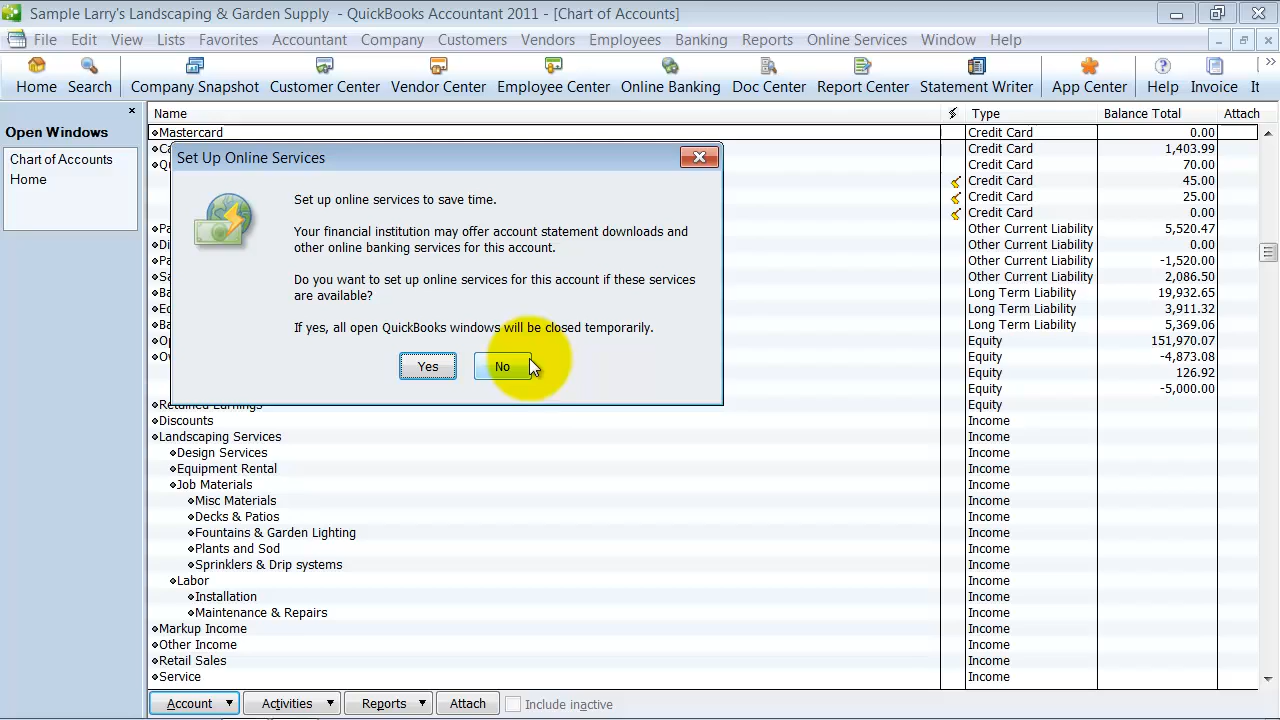 Sample Larry's Landscaping & Garden Supply - QuickBooks Accountant 2011 - [Chart of Accounts]
File Edit View Lists Favorites Accountant Company Customers Vendors Employees Banking Reports Online Services Window Help
Home Search Company Snapshot Customer Center Vendor Center Employee Center Online Banking Doc Center Report Center Statement Writer App Center Help Invoice It
Open Windows
Chart of Accounts
Home
Name Type Balance Total Attach
Mastercard Credit Card 0.00
Credit Card 1,403.99
Credit Card 70.00
Credit Card 45.00
Credit Card 25.00
Credit Card 0.00
Other Current Liability 5,520.47
Other Current Liability 0.00
Other Current Liability -1,520.00
Other Current Liability 2,086.50
Long Term Liability 19,932.65
Long Term Liability 3,911.32
Long Term Liability 5,369.06
Equity 151,970.07
Equity -4,873.08
Equity 126.92
Equity -5,000.00
Retained Earnings Equity
Discounts Income
Landscaping Services Income
Design Services Income
Equipment Rental Income
Job Materials Income
Misc Materials Income
Decks & Patios Income
Fountains & Garden Lighting Income
Plants and Sod Income
Sprinklers & Drip systems Income
Labor Income
Installation Income
Maintenance & Repairs Income
Markup Income Income
Other Income Income
Retail Sales Income
Service Income
Set Up Online Services
Set up online services to save time.
Your financial institution may offer account statement downloads and
other online banking services for this account.
Do you want to set up online services for this account if these services
are available?
If yes, all open QuickBooks windows will be closed temporarily.
Yes No
Account Activities Reports Attach Include inactive